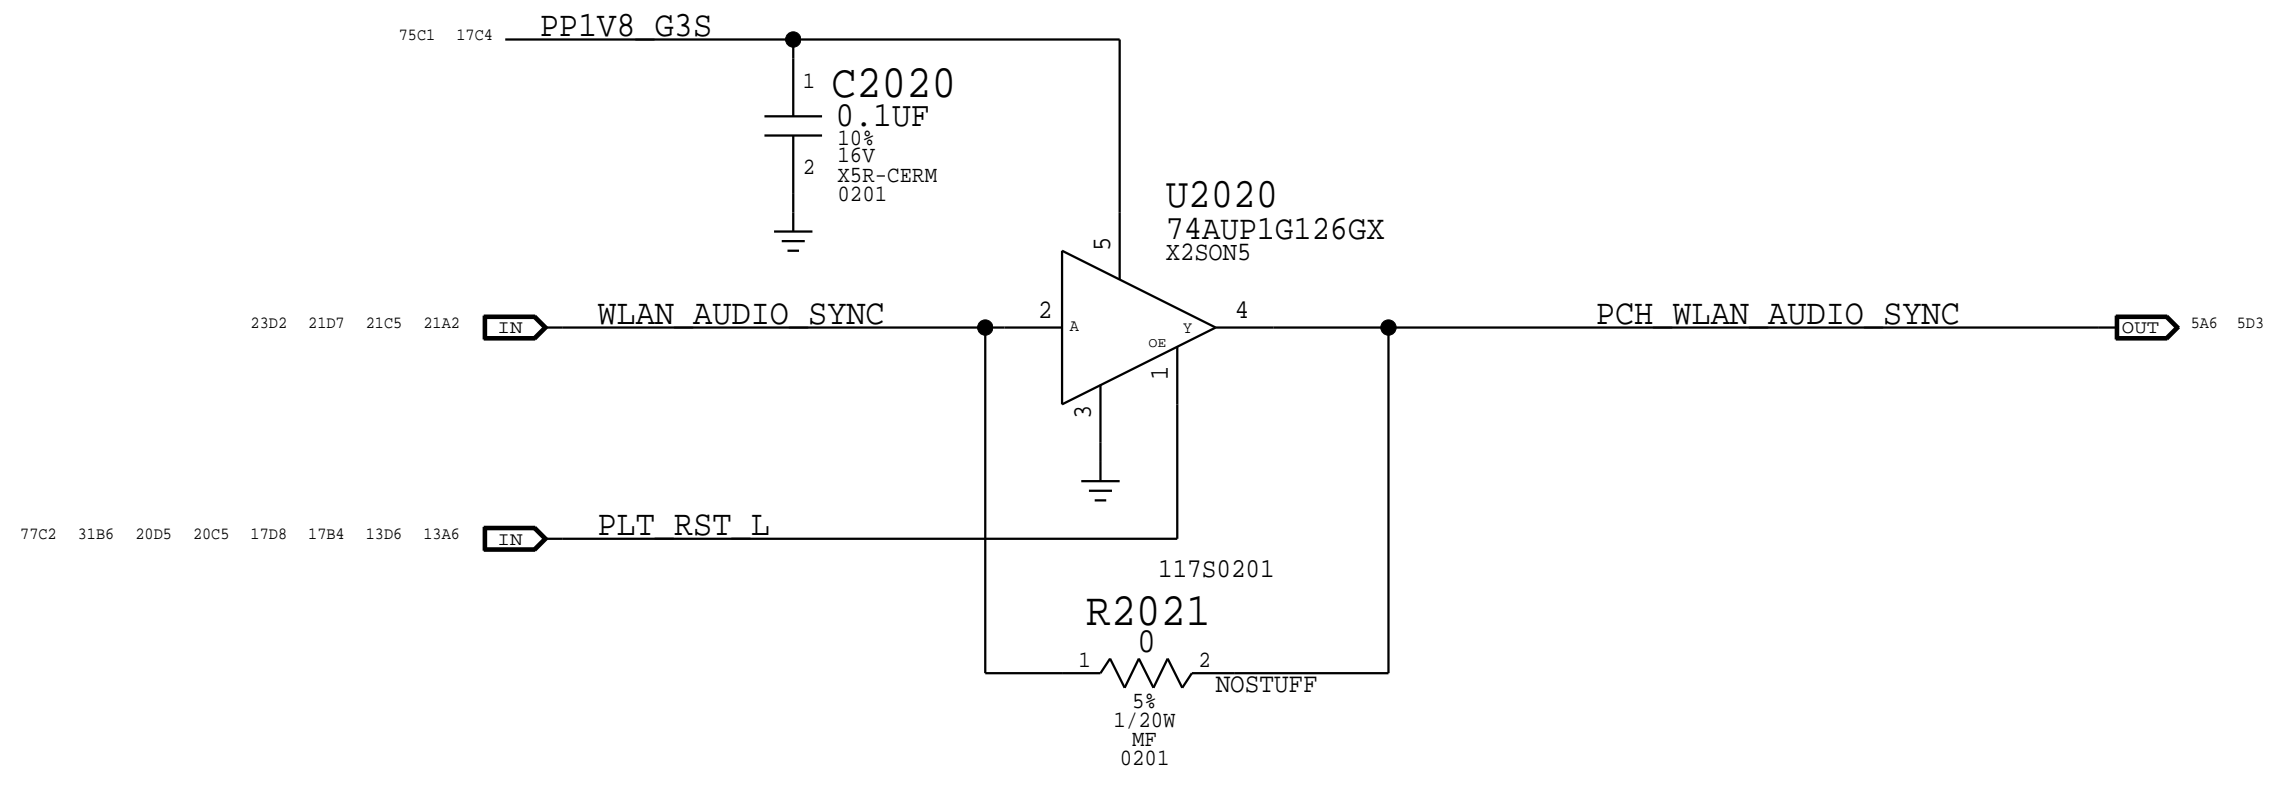 75C1 17C4 PP1V8_G3S
1 C2020
0.1UF
10%
16V
2 X5R-CERM
0201
U2020
74AUP1G126GX
X2SON5
5
23D2 21D7 21C5 21A2 IN WLAN_AUDIO_SYNC 2 A Y 4 PCH_WLAN_AUDIO_SYNC OUT 5A6 5D3
OE
1
3
77C2 31B6 20D5 20C5 17D8 17B4 13D6 13A6 IN PLT_RST_L
117S0201
R2021
0
1 2
NOSTUFF
5%
1/20W
MF
0201